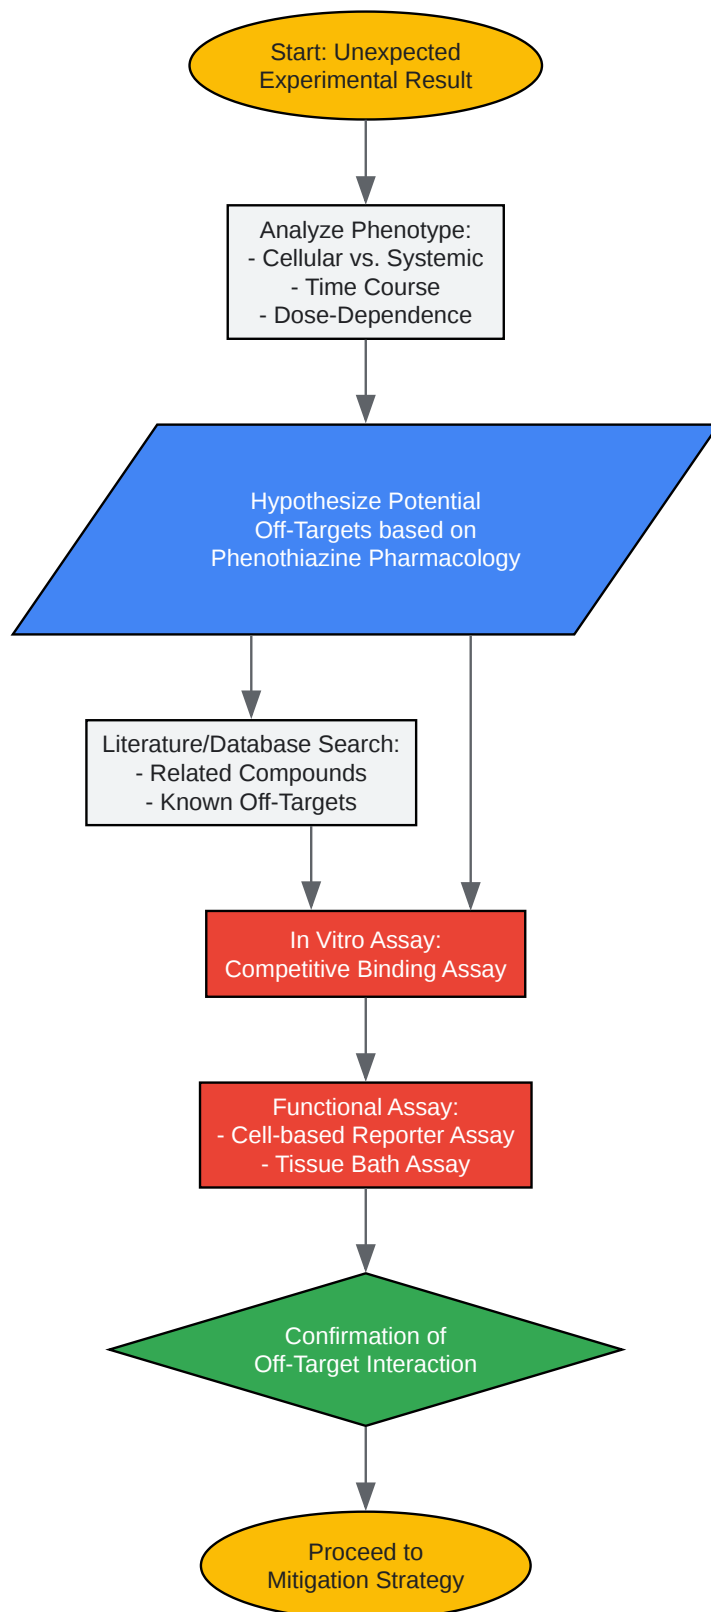 Start: Unexpected
Experimental Result
Analyze Phenotype:
- Cellular vs. Systemic
- Time Course
- Dose-Dependence
Hypothesize Potential
Off-Targets based on
Phenothiazine Pharmacology
Literature/Database Search:
- Related Compounds
- Known Off-Targets
In Vitro Assay:
Competitive Binding Assay
Functional Assay:
- Cell-based Reporter Assay
- Tissue Bath Assay
Confirmation of
Off-Target Interaction
Proceed to
Mitigation Strategy